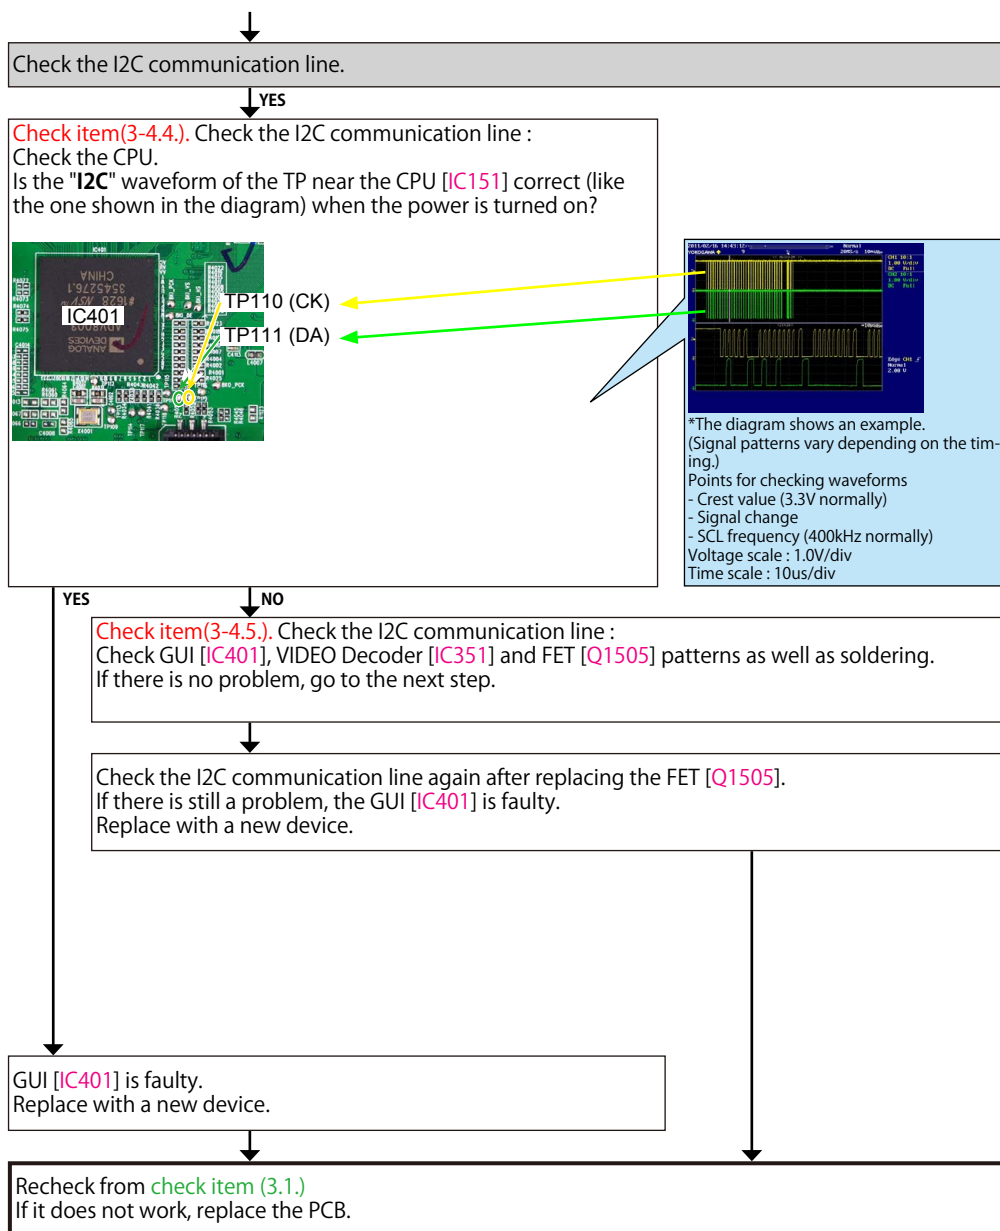 Check the I2C communication line.
YES
Check item(3-4.4.). Check the I2C communication line :
Check the CPU.
Is the "I2C" waveform of the TP near the CPU [IC151] correct (like
the one shown in the diagram) when the power is turned on?
IC401
TP110 (CK)
TP111 (DA)
*The diagram shows an example.
(Signal patterns vary depending on the tim-
ing.)
Points for checking waveforms
- Crest value (3.3V normally)
- Signal change
- SCL frequency (400kHz normally)
Voltage scale : 1.0V/div
Time scale : 10us/div
YES
NO
Check item(3-4.5.). Check the I2C communication line :
Check GUI [IC401], VIDEO Decoder [IC351] and FET [Q1505] patterns as well as soldering.
If there is no problem, go to the next step.
Check the I2C communication line again after replacing the FET [Q1505].
If there is still a problem, the GUI [IC401] is faulty.
Replace with a new device.
GUI [IC401] is faulty.
Replace with a new device.
Recheck from check item (3.1.)
If it does not work, replace the PCB.